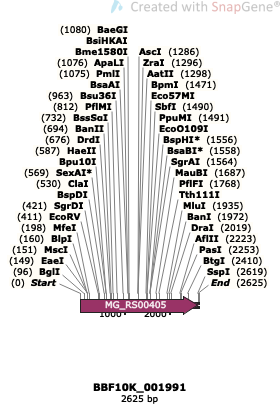 Created with SnapGene®
(1080) BaeGI
BsiHKAI
Bme1580I AscI (1286)
(1076) ApaLI ZraI (1296)
(1075) PmlI AatII (1298)
BsaAI BpmI (1471)
(963) Bsu36I Eco57MI
(812) PflMI SbfI (1490)
(732) BssSαI PpuMI (1491)
(694) BanII EcoO109I
(676) DrdI BspHI* (1556)
(587) HaeII BsaBI* (1558)
Bpu10I SgrAI (1564)
(569) SexAI* MauBI (1687)
(530) ClaI PflFI (1768)
BspDI Tth111I
(421) SgrDI MluI (1935)
(411) EcoRV BanI (1972)
(198) MfeI DraI (2019)
(160) BlpI AflII (2223)
(151) MscI PasI (2253)
(149) EaeI BtgI (2410)
(96) BglI SspI (2619)
(0) Start End (2625)
MG_RS00405
1000 2000
BBF10K_001991
2625 bp